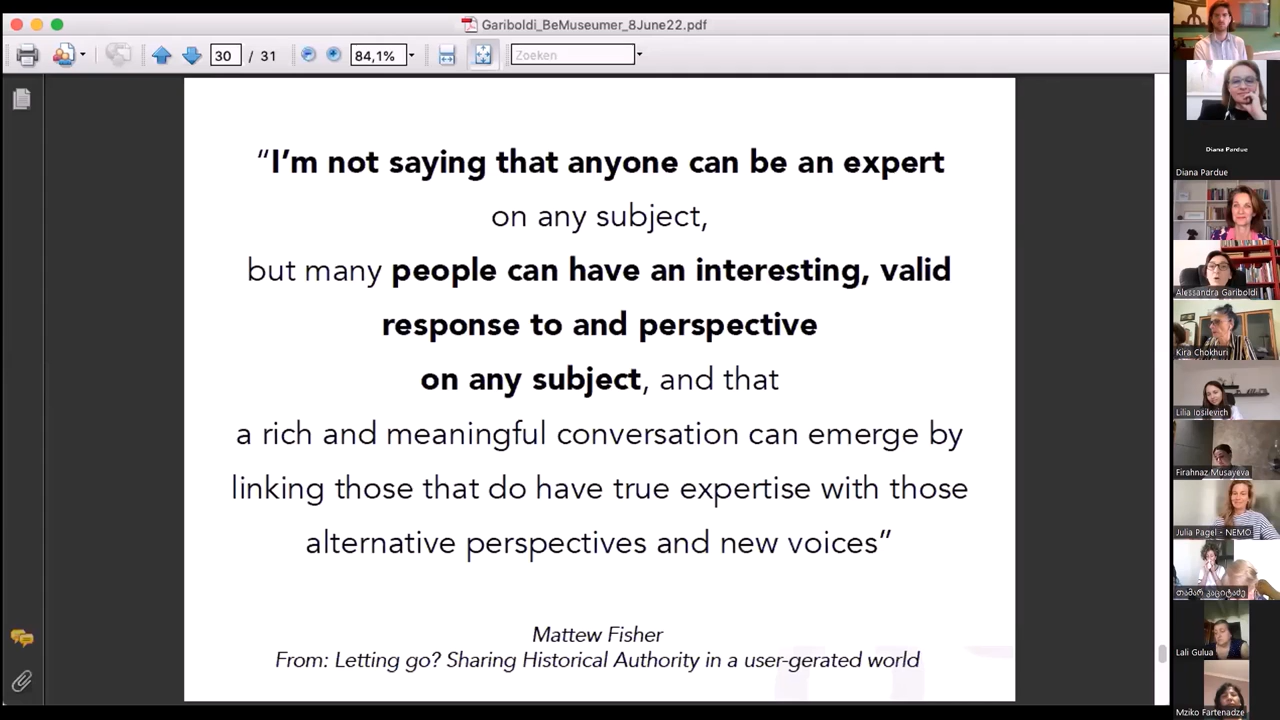 Gariboldi_BeMuseumer_8June22.pdf
30 / 31
84,1%
Zoeken
“I’m not saying that anyone can be an expert
on any subject,
but many people can have an interesting, valid
response to and perspective
on any subject, and that
a rich and meaningful conversation can emerge by
linking those that do have true expertise with those
alternative perspectives and new voices”
Mattew Fisher
From: Letting go? Sharing Historical Authority in a user-gerated world
Diana Pardue
Diana Pardue
Alessandra Gariboldi
Kira Chokhuri
Lilia Iosilevich
Firahnaz Musayeva
Julia Pagel - NEMO
თამარ კაციტაძე
Lali Gulua
Mziko Fartenadze